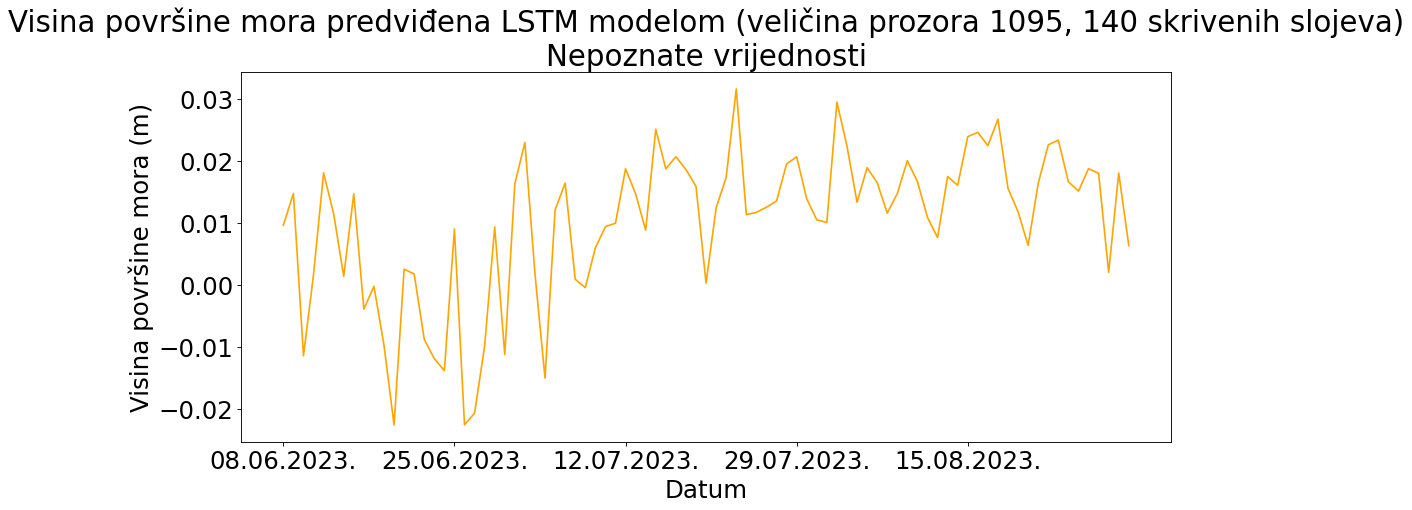 Visina površine mora predviđena LSTM modelom (veličina prozora 1095, 140 skrivenih slojeva)
Nepoznate vrijednosti
Visina površine mora (m)
0.03
0.02
0.01
0.00
−0.01
−0.02
08.06.2023. 25.06.2023. 12.07.2023. 29.07.2023. 15.08.2023.
Datum